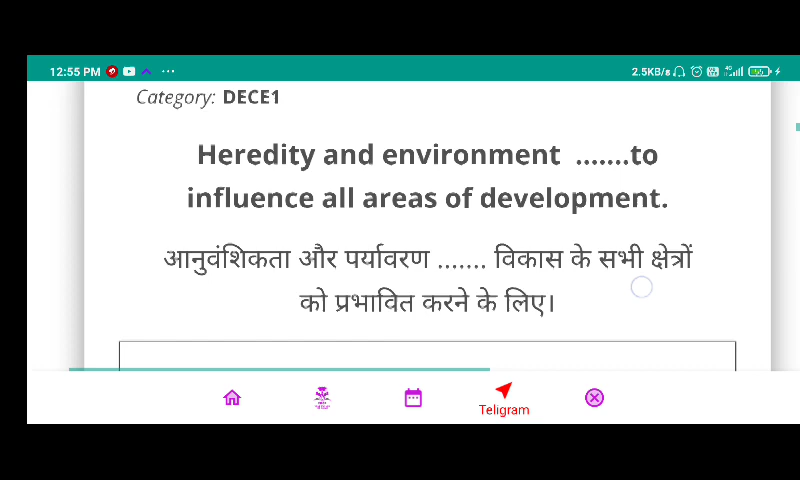 12:55 PM ... 2.5KB/s 4G
Category: DECE1
Heredity and environment .......to
influence all areas of development.
आनुवंशिकता और पर्यावरण ....... विकास के सभी क्षेत्रों
को प्रभावित करने के लिए।
Teligram